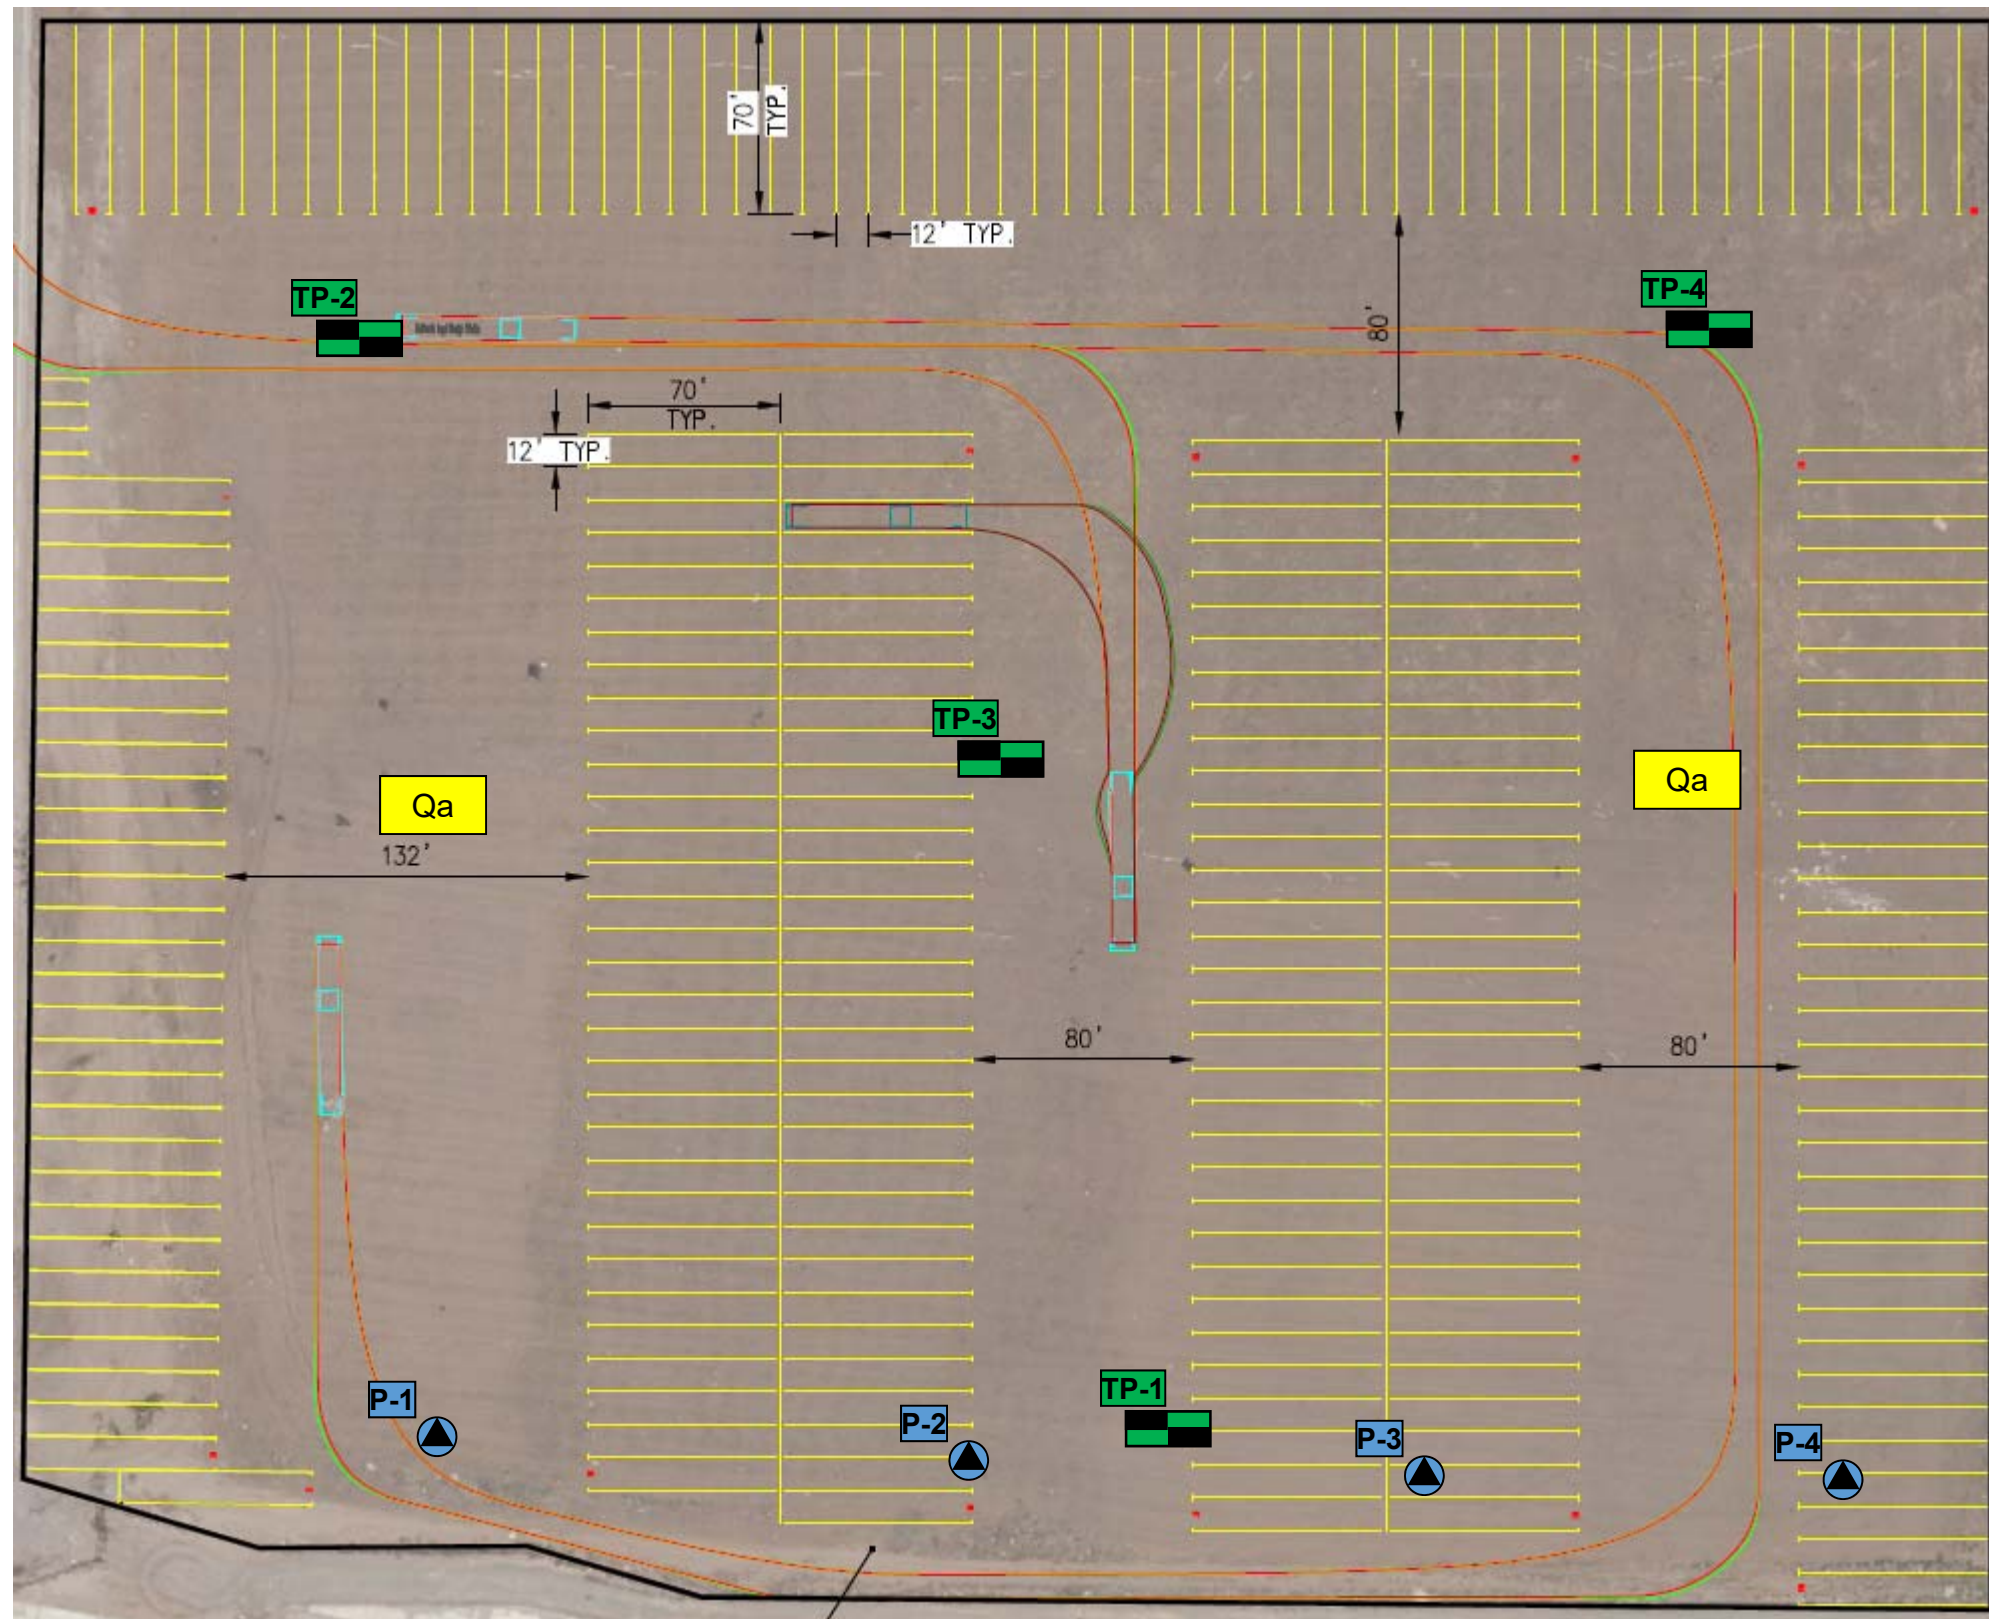 70'
TYP.
12' TYP.
TP-2
TP-4
80'
70'
TYP.
12' TYP.
TP-3
Qa
Qa
132'
80'
80'
P-1
TP-1
P-2
P-3
P-4